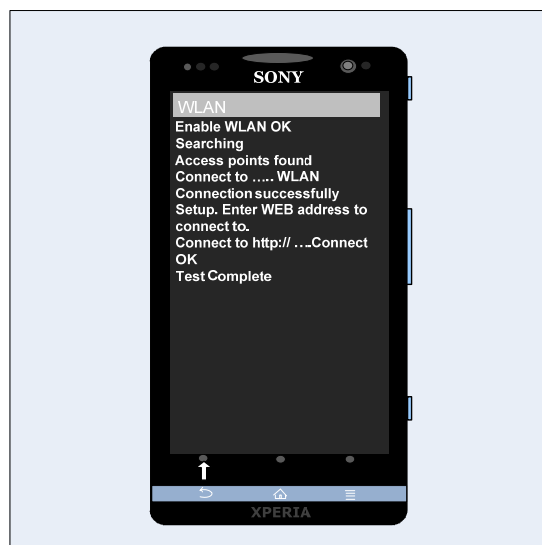 SONY
WLAN
Enable WLAN OK
Searching
Access points found
Connect to ..... WLAN
Connection successfully
Setup. Enter WEB address to
connect to.
Connect to http:// ....Connect
OK
Test Complete
XPERIA